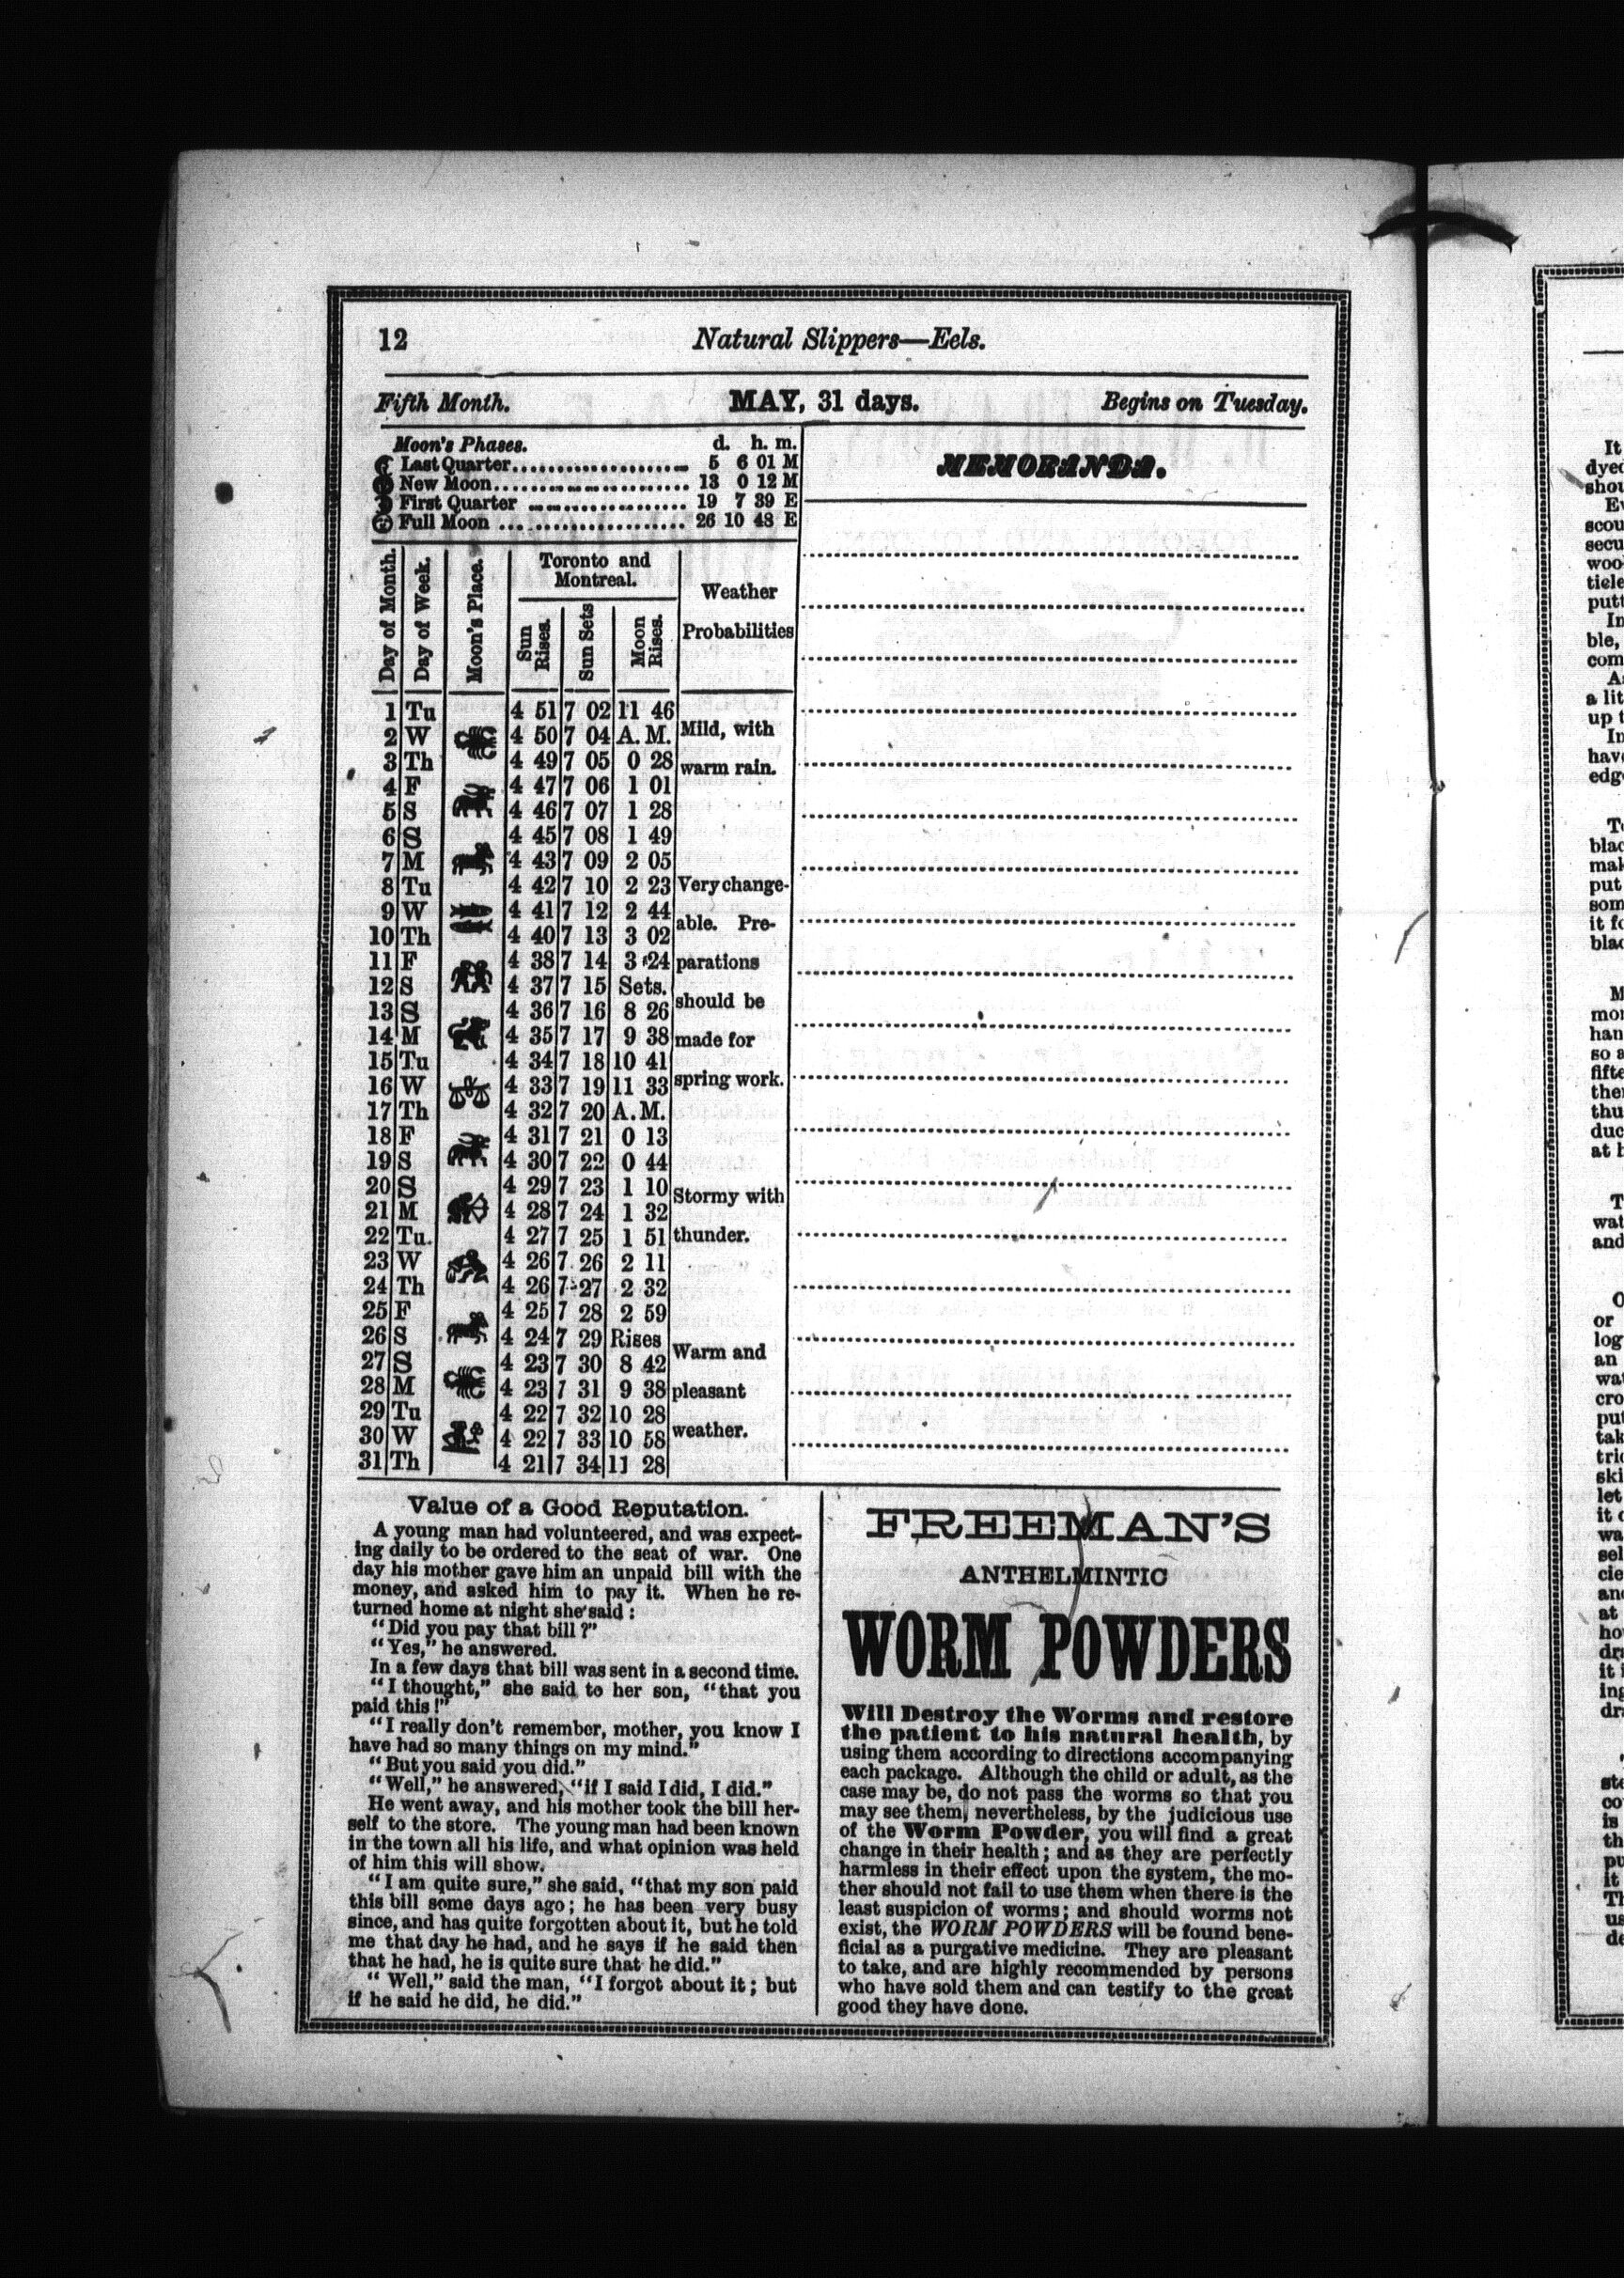 12
Natural Slippers—Eels.
Fifth Month.
MAY, 31 days.
Begins on Tuesday.
Moon's Phases. d. h. m.
Last Quarter 5 6 01 M
New Moon 13 0 12 M
First Quarter 19 7 39 E
Full Moon 26 10 48 E
Day of Month.
Day of Week.
Moon's Place.
Toronto and
Montreal.
Sun
Rises.
Sun Sets
Moon
Rises.
Weather
Probabilities
1 Tu 4 51 7 02 11 46
2 W 4 50 7 04 A. M.
3 Th 4 49 7 05 0 28
4 F 4 47 7 06 1 01
5 S 4 46 7 07 1 28
6 S 4 45 7 08 1 49
7 M 4 43 7 09 2 05
8 Tu 4 42 7 10 2 23
9 W 4 41 7 12 2 44
10 Th 4 40 7 13 3 02
11 F 4 38 7 14 3 24
12 S 4 37 7 15 Sets.
13 S 4 36 7 16 8 26
14 M 4 35 7 17 9 38
15 Tu 4 34 7 18 10 41
16 W 4 33 7 19 11 33
17 Th 4 32 7 20 A. M.
18 F 4 31 7 21 0 13
19 S 4 30 7 22 0 44
20 S 4 29 7 23 1 10
21 M 4 28 7 24 1 32
22 Tu. 4 27 7 25 1 51
23 W 4 26 7 26 2 11
24 Th 4 26 7 27 2 32
25 F 4 25 7 28 2 59
26 S 4 24 7 29 Rises
27 S 4 23 7 30 8 42
28 M 4 23 7 31 9 38
29 Tu 4 22 7 32 10 28
30 W 4 22 7 33 10 58
31 Th 4 21 7 34 11 28
Mild, with
warm rain.
Very change-
able. Pre-
parations
should be
made for
spring work.
Stormy with
thunder.
Warm and
pleasant
weather.
MEMORANDA.
Value of a Good Reputation.
A young man had volunteered, and was expect-
ing daily to be ordered to the seat of war. One
day his mother gave him an unpaid bill with the
money, and asked him to pay it. When he re-
turned home at night she said:
"Did you pay that bill?"
"Yes," he answered.
In a few days that bill was sent in a second time.
"I thought," she said to her son, "that you
paid this!"
"I really don't remember, mother, you know I
have had so many things on my mind."
"But you said you did."
"Well," he answered, "if I said I did, I did."
He went away, and his mother took the bill her-
self to the store. The young man had been known
in the town all his life, and what opinion was held
of him this will show.
"I am quite sure," she said, "that my son paid
this bill some days ago; he has been very busy
since, and has quite forgotten about it, but he told
me that day he had, and he says if he said then
that he had, he is quite sure that he did."
"Well," said the man, "I forgot about it; but
if he said he did, he did."
FREEMAN'S
ANTHELMINTIC
WORM POWDERS
Will Destroy the Worms and restore
the patient to his natural health, by
using them according to directions accompanying
each package. Although the child or adult, as the
case may be, do not pass the worms so that you
may see them, nevertheless, by the judicious use
of the Worm Powder, you will find a great
change in their health; and as they are perfectly
harmless in their effect upon the system, the mo-
ther should not fail to use them when there is the
least suspicion of worms; and should worms not
exist, the WORM POWDERS will be found bene-
ficial as a purgative medicine. They are pleasant
to take, and are highly recommended by persons
who have sold them and can testify to the great
good they have done.